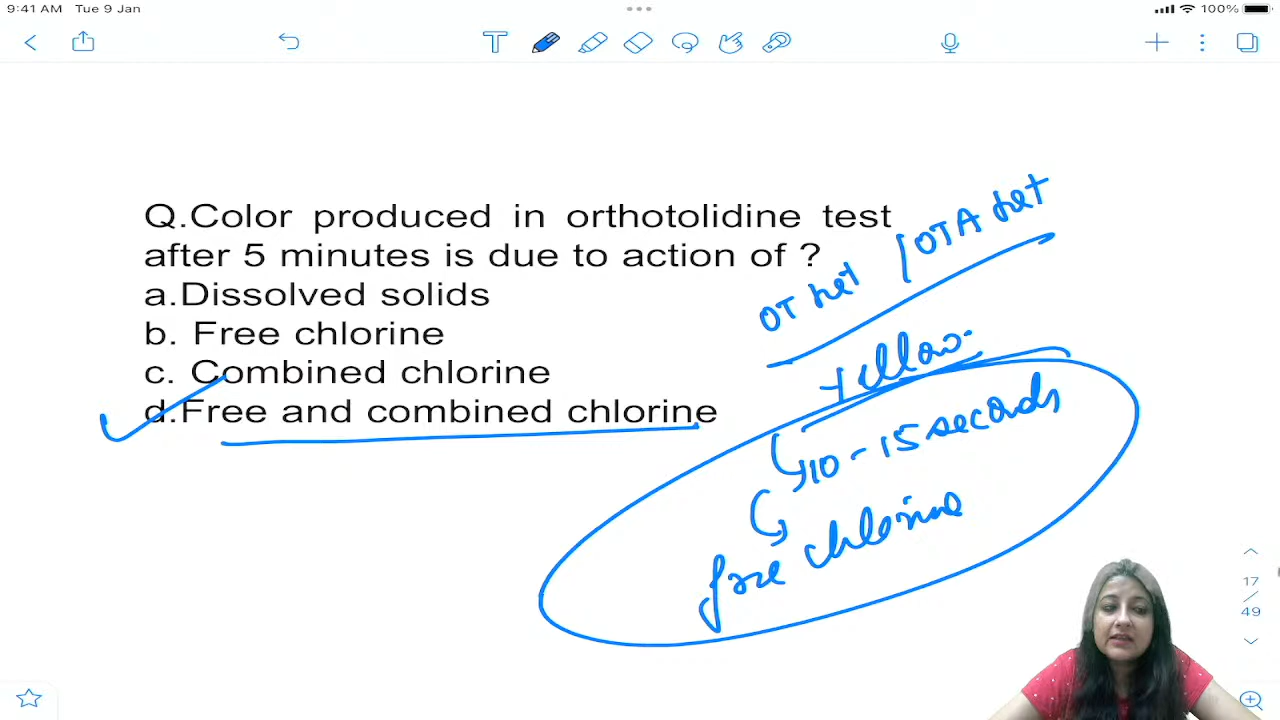 9:41 AM Tue 9 Jan
100%
Q.Color produced in orthotolidine test
after 5 minutes is due to action of ?
a.Dissolved solids
b. Free chlorine
c. Combined chlorine
d.Free and combined chlorine
OT test / OTA test
Yellow
10-15 seconds
free chlorine
17
49